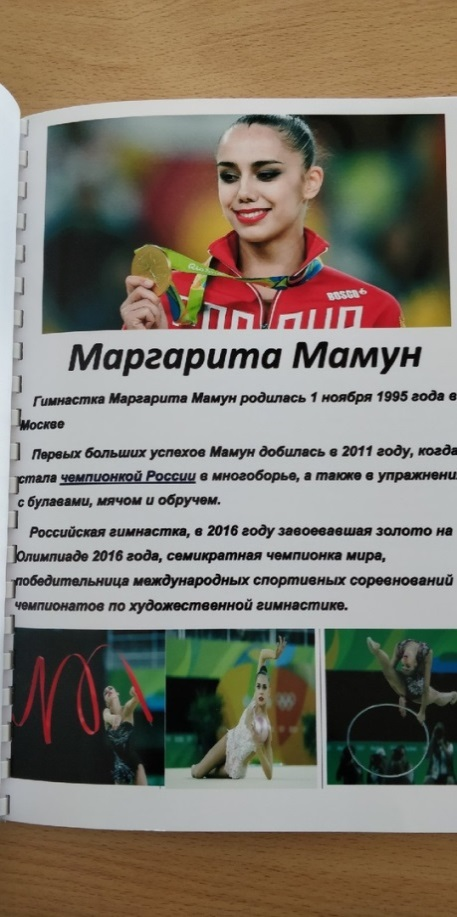 BOSCO
Маргарита Мамун
Гимнастка Маргарита Мамун родилась 1 ноября 1995 года в
Москве
Первых больших успехов Мамун добилась в 2011 году, когда
стала чемпионкой России в многоборье, а также в упражнени
с булавами, мячом и обручем.
Российская гимнастка, в 2016 году завоевавшая золото на
Олимпиаде 2016 года, семикратная чемпионка мира,
победительница международных спортивных соревнований
чемпионатов по художественной гимнастике.